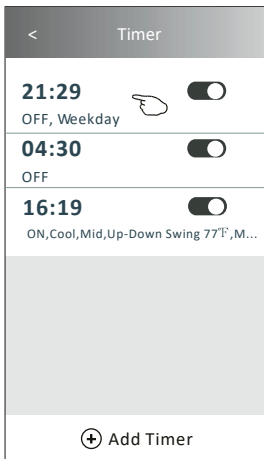 < Timer
21:29
OFF, Weekday
04:30
OFF
16:19
ON,Cool,Mid,Up-Down Swing 77℉,M...
Add Timer